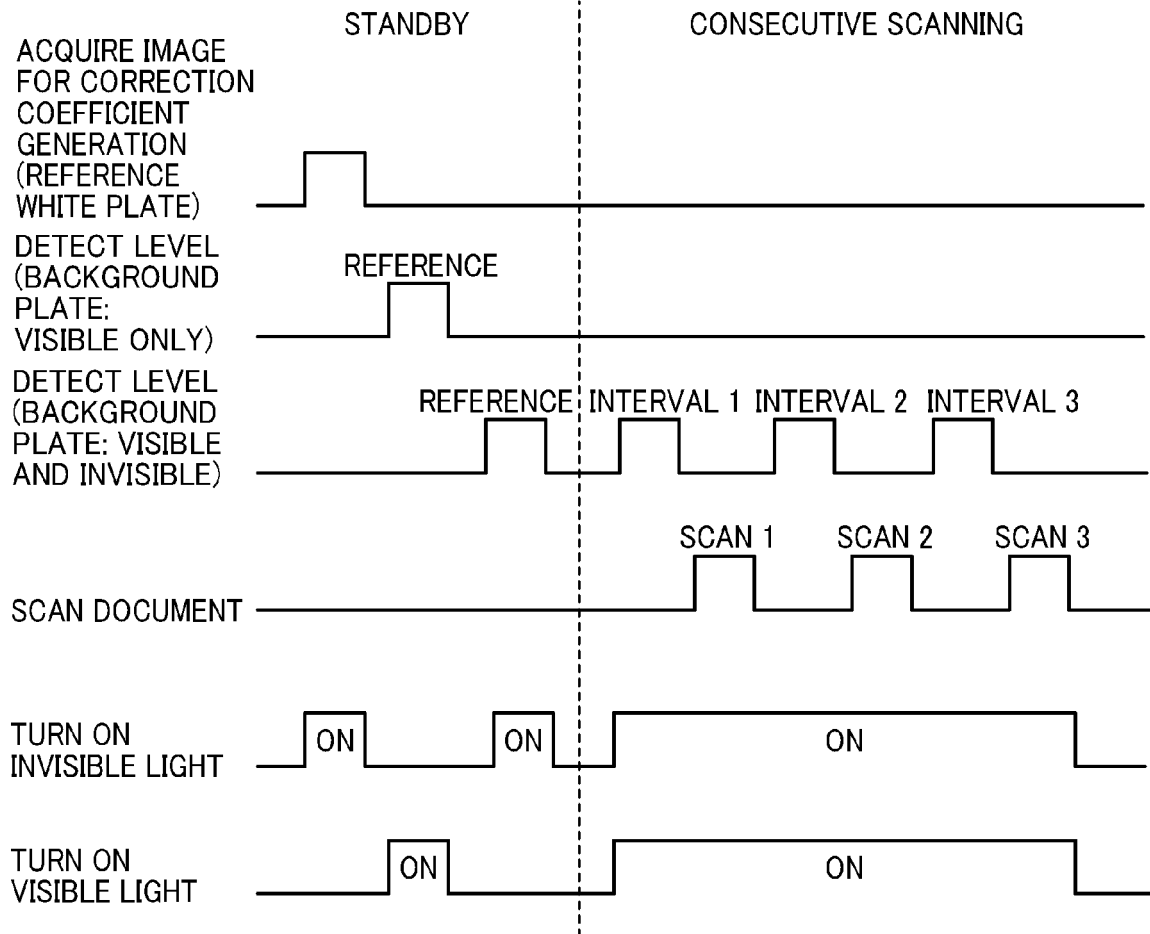 STANDBY
CONSECUTIVE SCANNING
ACQUIRE IMAGE
FOR CORRECTION
COEFFICIENT
GENERATION
(REFERENCE
WHITE PLATE)
DETECT LEVEL
(BACKGROUND
PLATE:
VISIBLE ONLY)
REFERENCE
DETECT LEVEL
(BACKGROUND
PLATE: VISIBLE
AND INVISIBLE)
REFERENCE INTERVAL 1 INTERVAL 2 INTERVAL 3
SCAN 1 SCAN 2 SCAN 3
SCAN DOCUMENT
TURN ON
INVISIBLE LIGHT
ON ON ON
TURN ON
VISIBLE LIGHT
ON ON